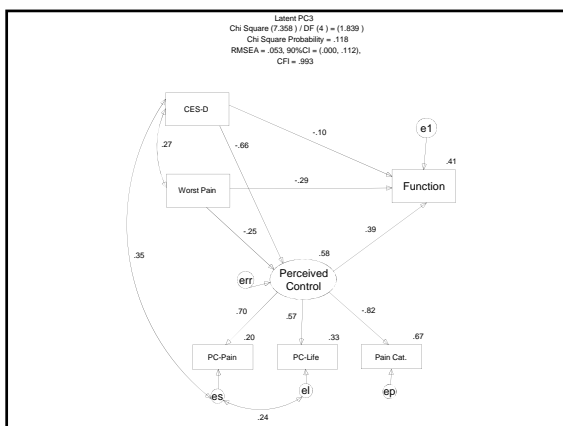 Latent PC3
Chi Square (7.358 ) / DF (4 ) = (1.839 )
Chi Square Probability = .118
RMSEA = .053, 90%CI = (.000, .112),
CFI = .993
CES-D
e1
-.66
-.10
.27
.41
Worst Pain
-.29
Function
-.25
.39
.35
.58
err
Perceived
Control
.70
.57
-.82
.20
.33
.67
PC-Pain
PC-Life
Pain Cat.
es
el
ep
.24